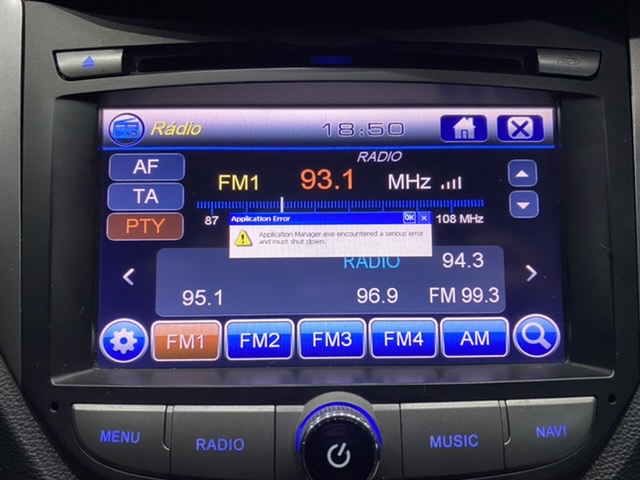 Rádio
18:50
AF
TA
PTY
RADIO
FM1 93.1 MHz
87
108 MHz
Application Error OK
Application Manager.exe encountered a serious error
and must shut down.
RADIO 94.3
95.1 96.9 FM 99.3
FM1 FM2 FM3 FM4 AM
MENU RADIO MUSIC NAVI